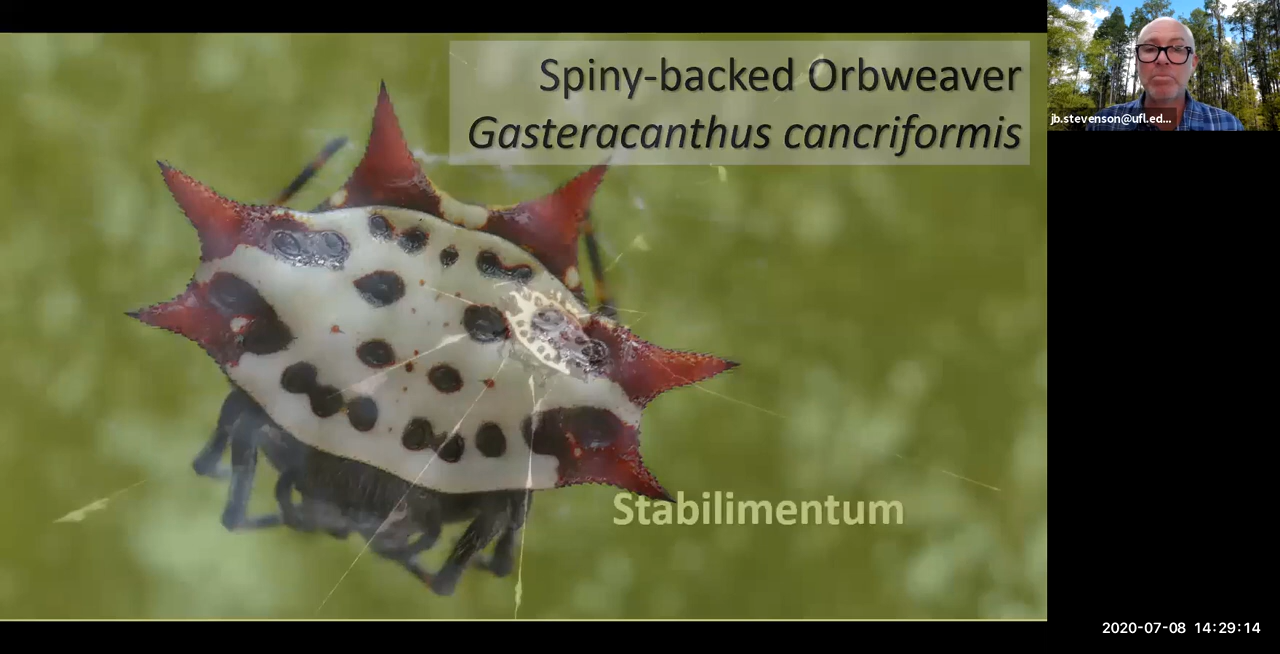 Spiny-backed Orbweaver
Gasteracanthus cancriformis
jb.stevenson@ufl.ed...
Stabilimentum
2020-07-08 14:29:14